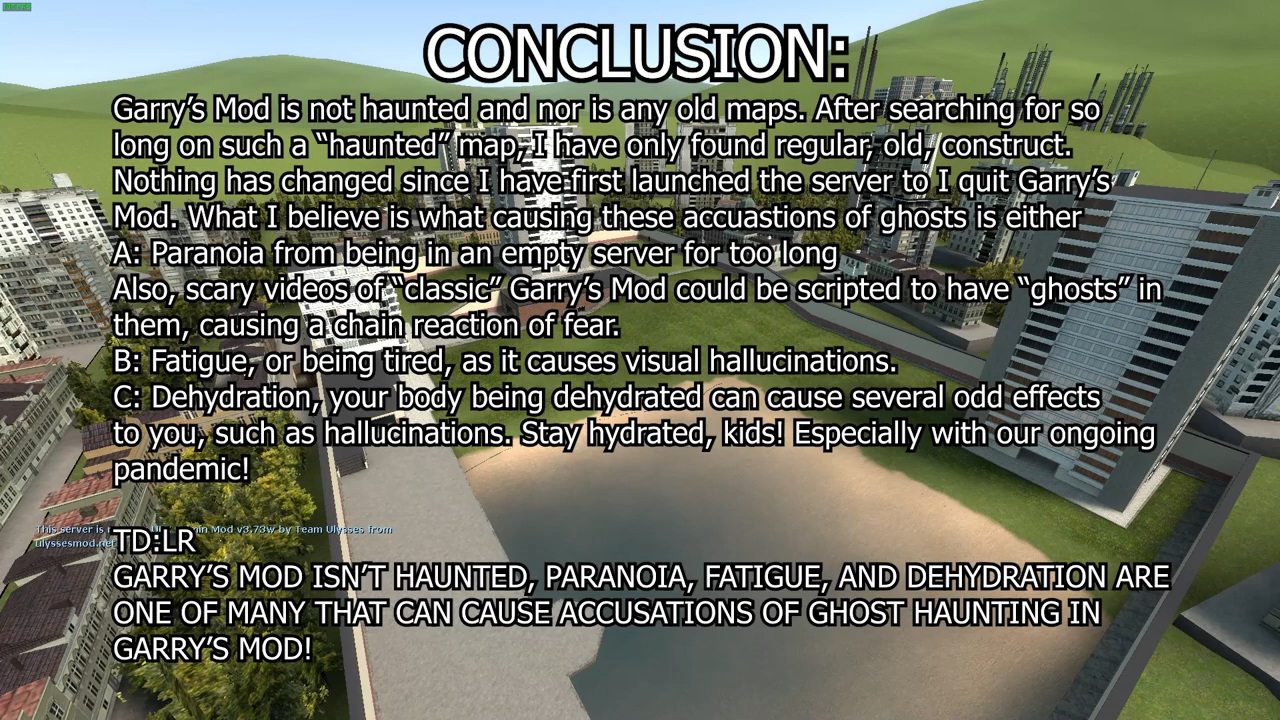 CONCLUSION:
Garry’s Mod is not haunted and nor is any old maps. After searching for so
long on such a “haunted” map, I have only found regular, old, construct.
Nothing has changed since I have first launched the server to I quit Garry’s
Mod. What I believe is what causing these accuastions of ghosts is either
A: Paranoia from being in an empty server for too long
Also, scary videos of “classic” Garry’s Mod could be scripted to have “ghosts” in
them, causing a chain reaction of fear.
B: Fatigue, or being tired, as it causes visual hallucinations.
C: Dehydration, your body being dehydrated can cause several odd effects
to you, such as hallucinations. Stay hydrated, kids! Especially with our ongoing
pandemic!
This server is min Mod v3.73w by Team Ulysses from
ulyssesmod.net
TD:LR
GARRY’S MOD ISN’T HAUNTED, PARANOIA, FATIGUE, AND DEHYDRATION ARE
ONE OF MANY THAT CAN CAUSE ACCUSATIONS OF GHOST HAUNTING IN
GARRY’S MOD!